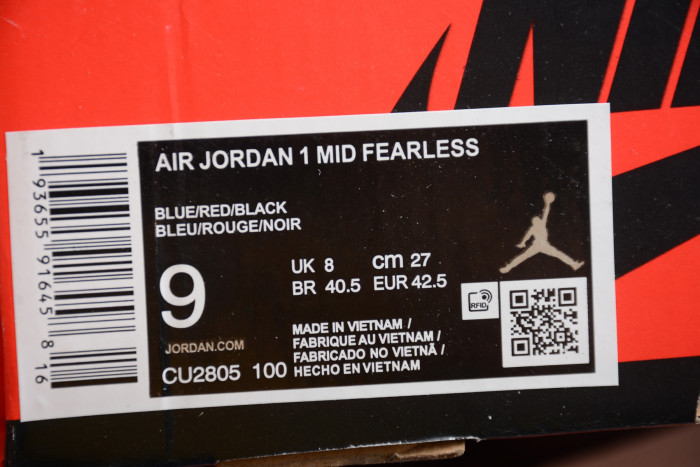 AIR JORDAN 1 MID FEARLESS
BLUE/RED/BLACK
BLEU/ROUGE/NOIR
9
UK 8 cm 27
BR 40.5 EUR 42.5
RFID
JORDAN.COM
CU2805 100
MADE IN VIETNAM /
FABRIQUE AU VIETNAM /
FABRICADO NO VIETNÃ /
HECHO EN VIETNAM
1 93655 91645 8 16